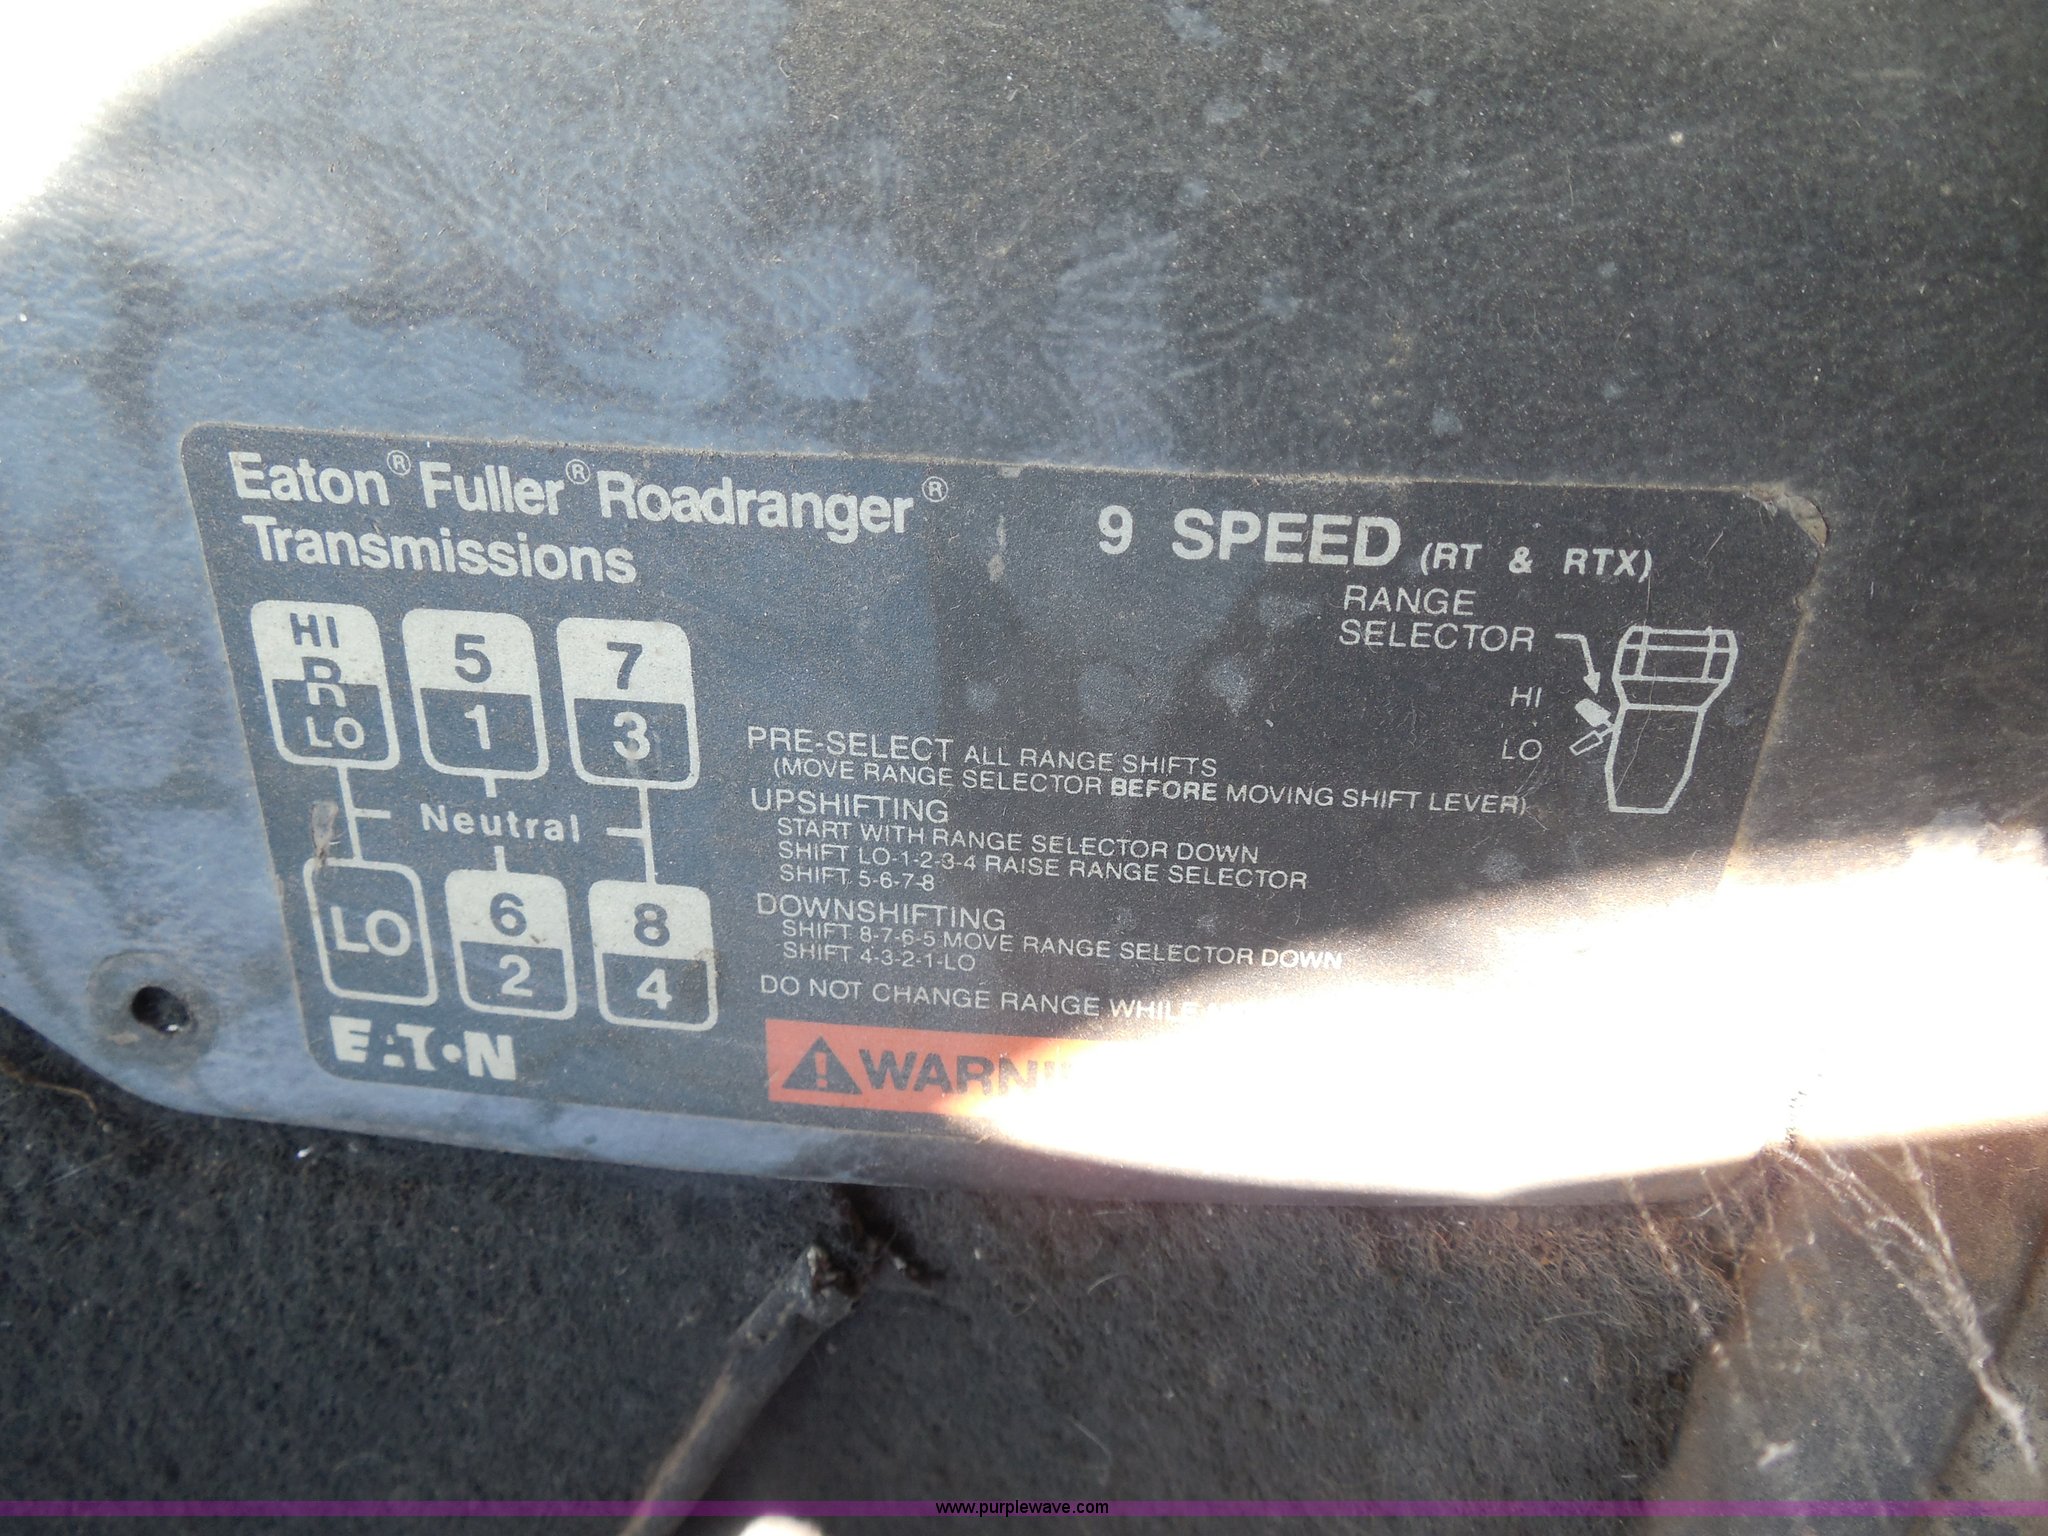 Eaton® Fuller® Roadranger®
Transmissions
9 SPEED (RT & RTX)
RANGE
SELECTOR
HI
LO
HI
R
R
LO
5
1
7
3
Neutral
LO
6
2
8
4
PRE-SELECT ALL RANGE SHIFTS
(MOVE RANGE SELECTOR BEFORE MOVING SHIFT LEVER)
UPSHIFTING
START WITH RANGE SELECTOR DOWN
SHIFT LO-1-2-3-4 RAISE RANGE SELECTOR
SHIFT 5-6-7-8
DOWNSHIFTING
SHIFT 8-7-6-5 MOVE RANGE SELECTOR DOWN
SHIFT 4-3-2-1-LO
DO NOT CHANGE RANGE WHILE
EATON
www.purplewave.com